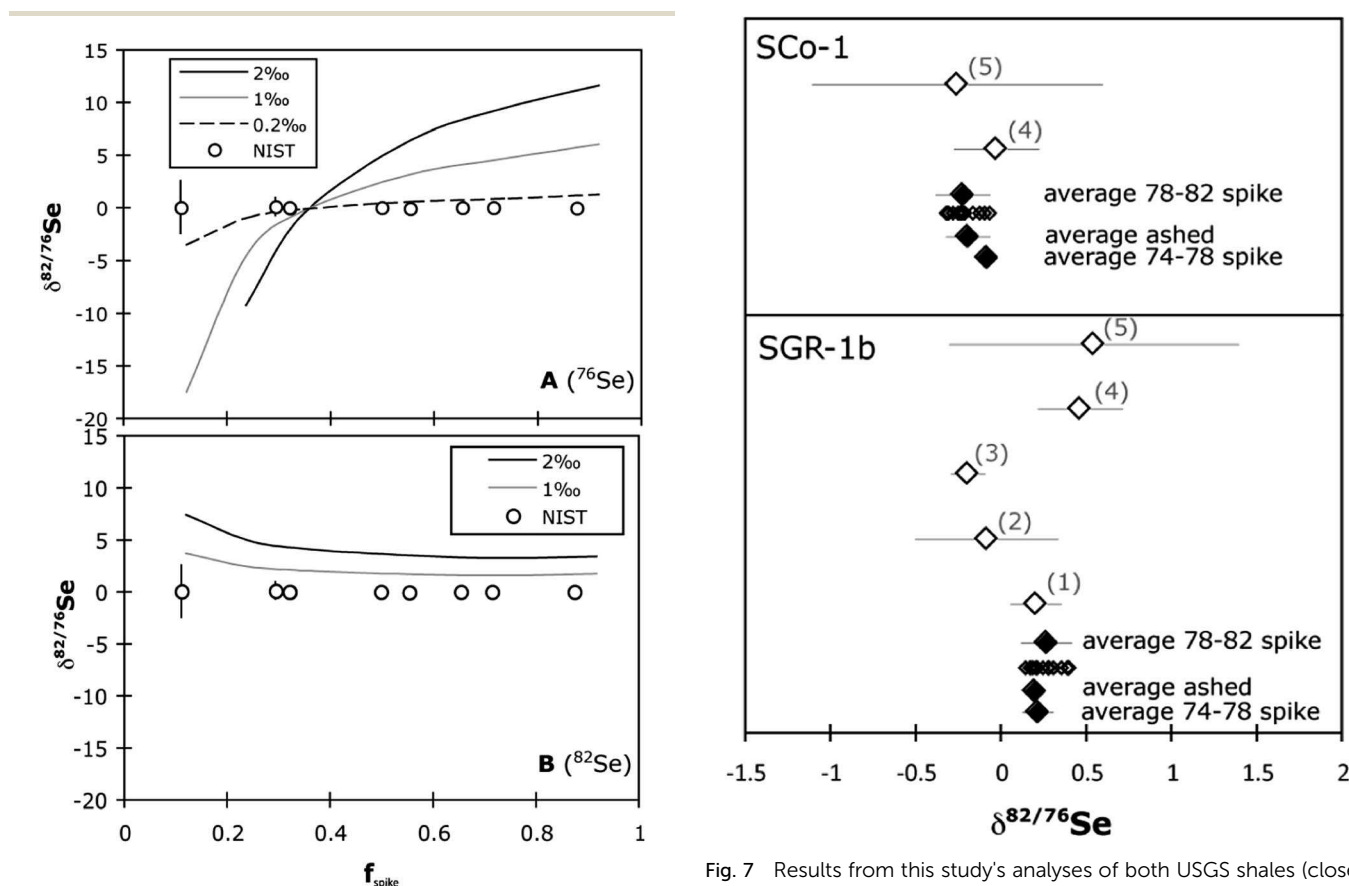 15
10
5
0
-5
-10
-15
-20
δ82/76Se
2‰
1‰
0.2‰
NIST
A (76Se)
15
10
5
0
-5
-10
-15
-20
δ82/76Se
2‰
1‰
NIST
B (82Se)
0 0.2 0.4 0.6 0.8 1
fspike
SCo-1
(5)
(4)
average 78-82 spike
average ashed
average 74-78 spike
SGR-1b
(5)
(4)
(3)
(2)
(1)
average 78-82 spike
average ashed
average 74-78 spike
-1.5 -1 -0.5 0 0.5 1 1.5 2
δ82/76Se
Fig. 7 Results from this study's analyses of both USGS shales (close